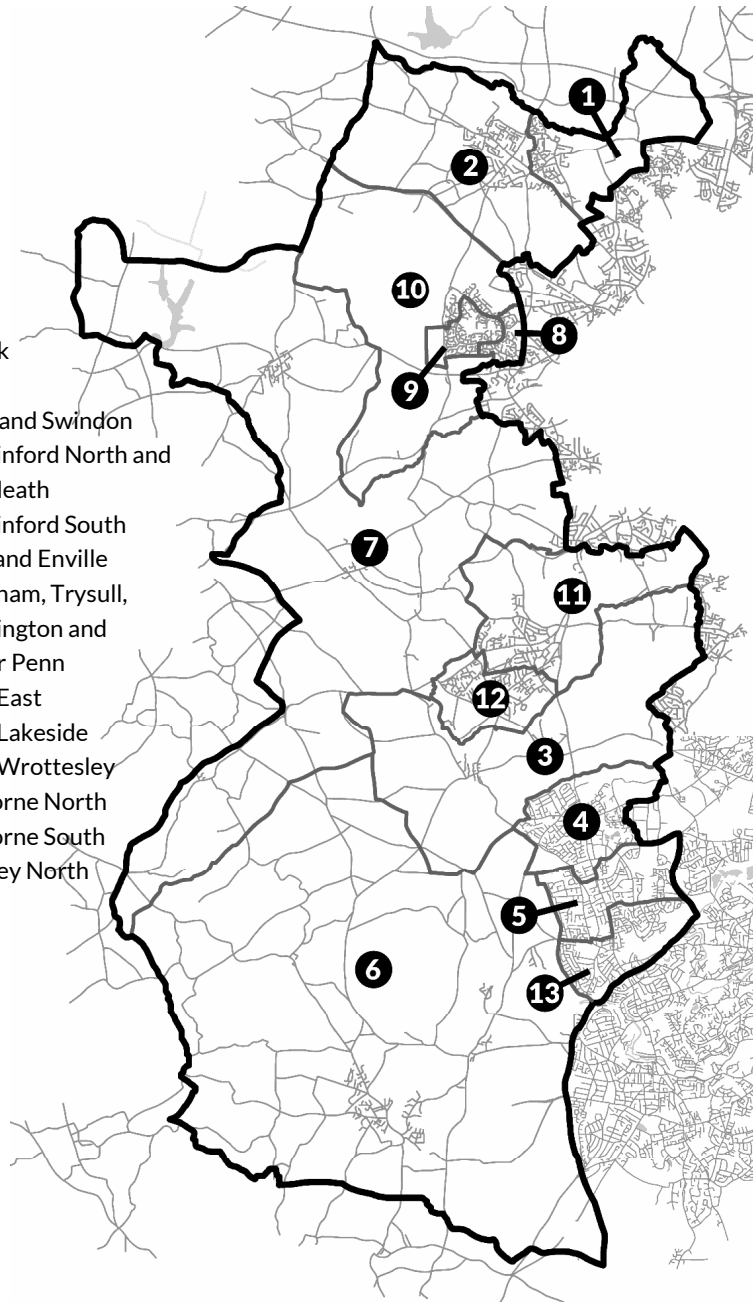 1
2
10
8
9
k
and Swindon
inford North and
Heath
inford South
and Enville
7
nam, Trysull,
11
ington and
r Penn
East
12
Lakeside
3
Wrottesley
orne North
4
orne South
ey North
5
6
13